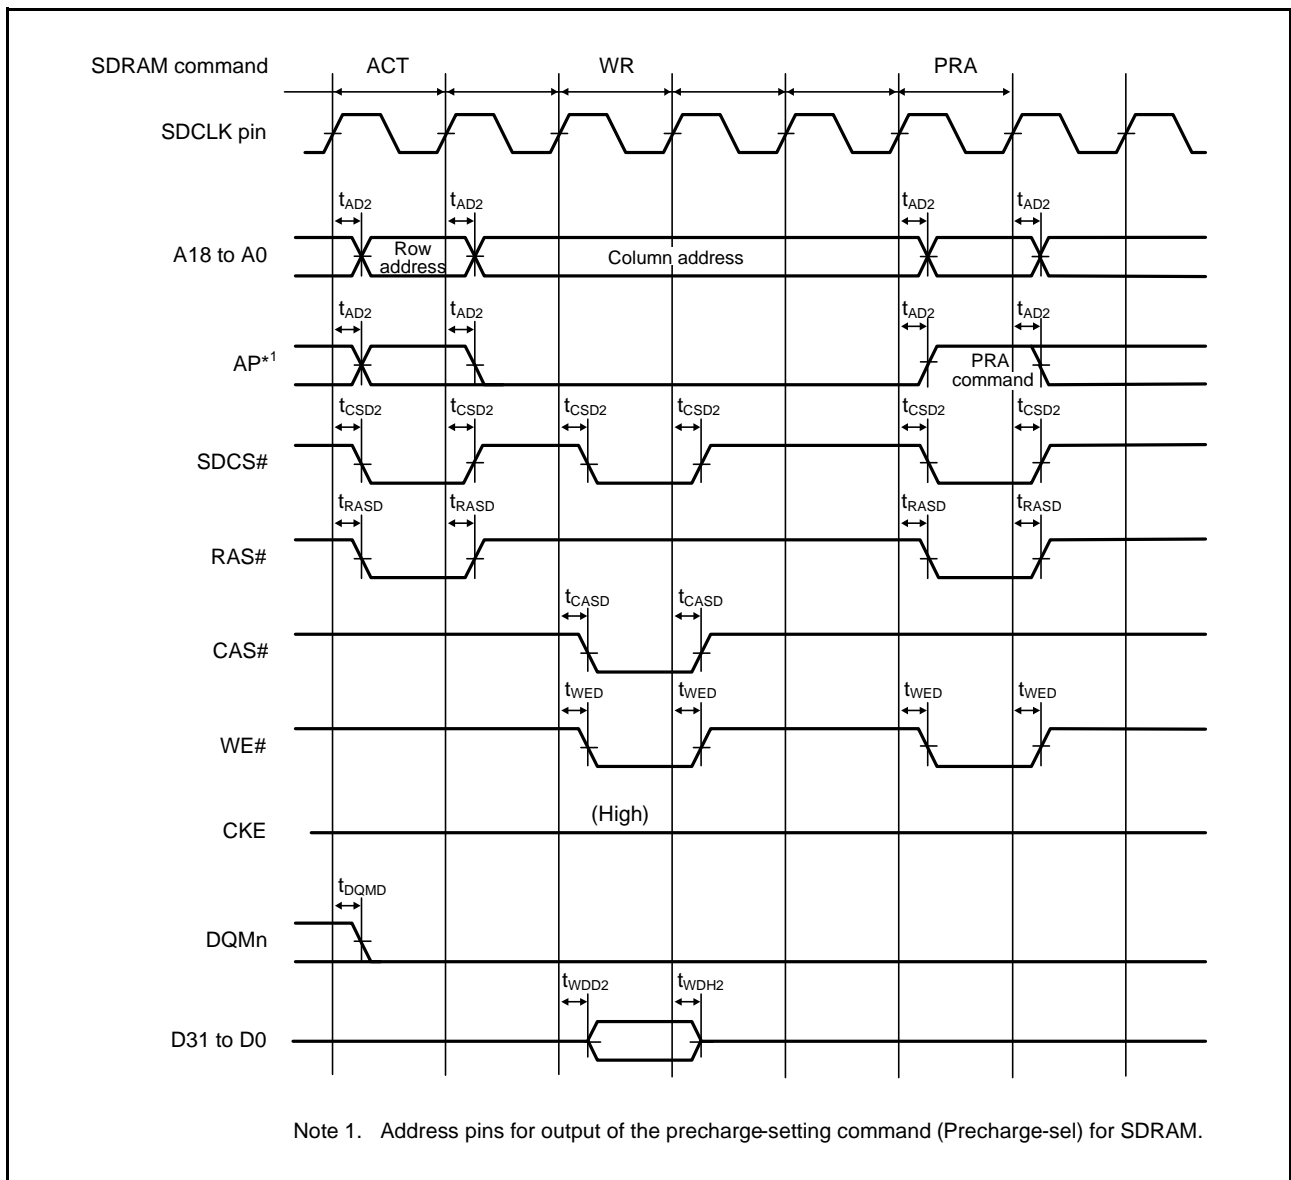 SDRAM command ACT WR PRA
SDCLK pin
tAD2 tAD2 tAD2 tAD2
A18 to A0 Row address Column address
tAD2 tAD2 tAD2 tAD2
AP*1 PRA command
tCSD2 tCSD2 tCSD2 tCSD2 tCSD2 tCSD2
SDCS#
tRASD tRASD tRASD tRASD
RAS#
tCASD tCASD
CAS#
tWED tWED tWED tWED
WE#
(High)
CKE
tDQMD
DQMn
tWDD2 tWDH2
D31 to D0
Note 1. Address pins for output of the precharge-setting command (Precharge-sel) for SDRAM.